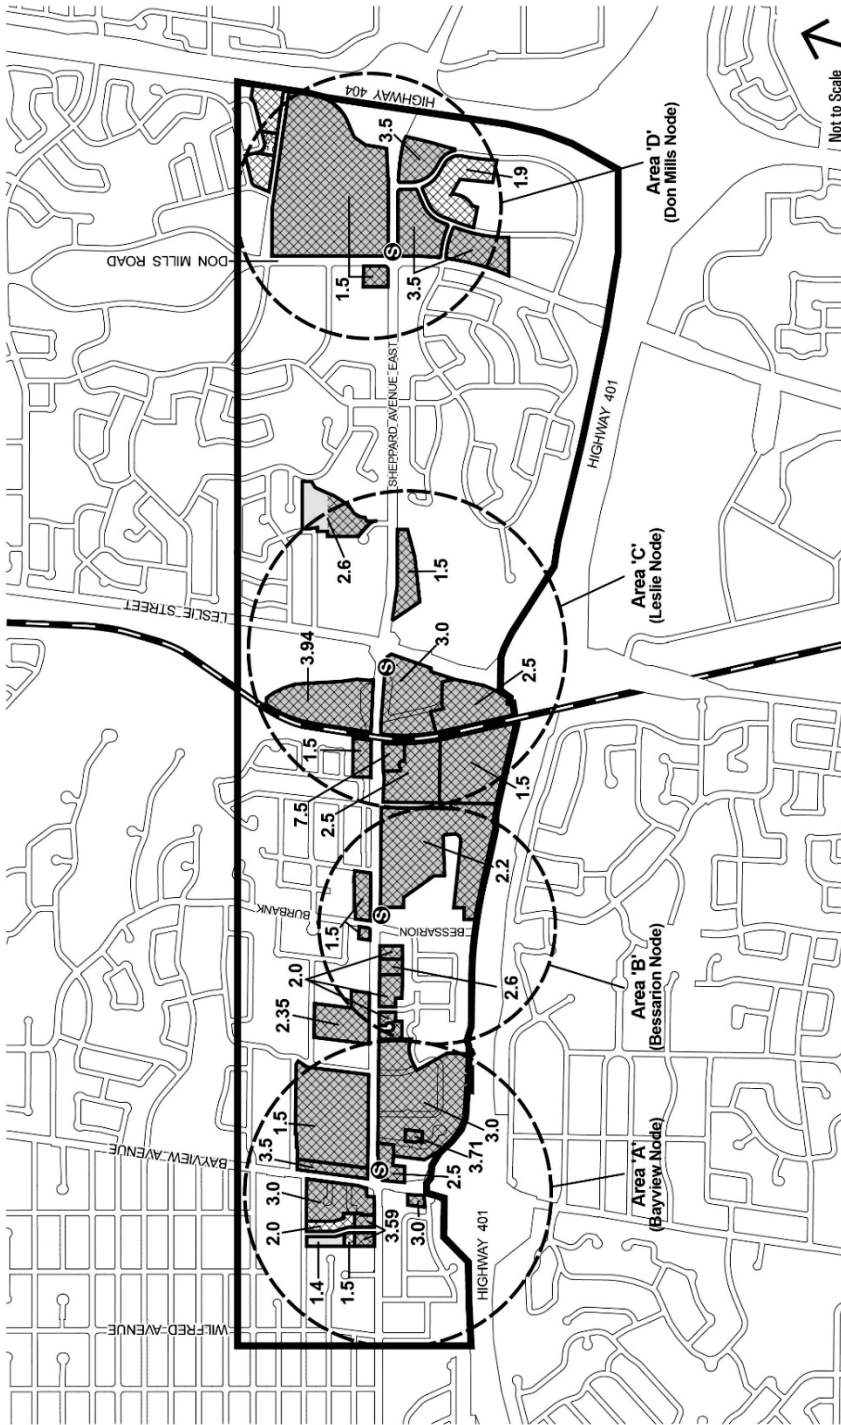 WILFRED AVENUE
BAYVIEW AVENUE
BURBANK
LESLIE STREET
DON MILLS ROAD
HIGHWAY 404
1.4
2.0
3.0
3.5
1.5
2.35
1.5
7.5
1.5
3.94
2.6
1.5
1.5
3.59
2.0
2.5
S
S
S
S
SHEPPARD AVENUE EAST
BESSARION
3.0
2.5
3.71
3.0
2.6
2.2
1.5
2.5
3.0
1.5
3.5
3.5
1.9
HIGHWAY 401
HIGHWAY 401
Area 'A'
(Bayview Node)
Area 'B'
(Bessarion Node)
Area 'C'
(Leslie Node)
Area 'D'
(Don Mills Node)
Not to Scale